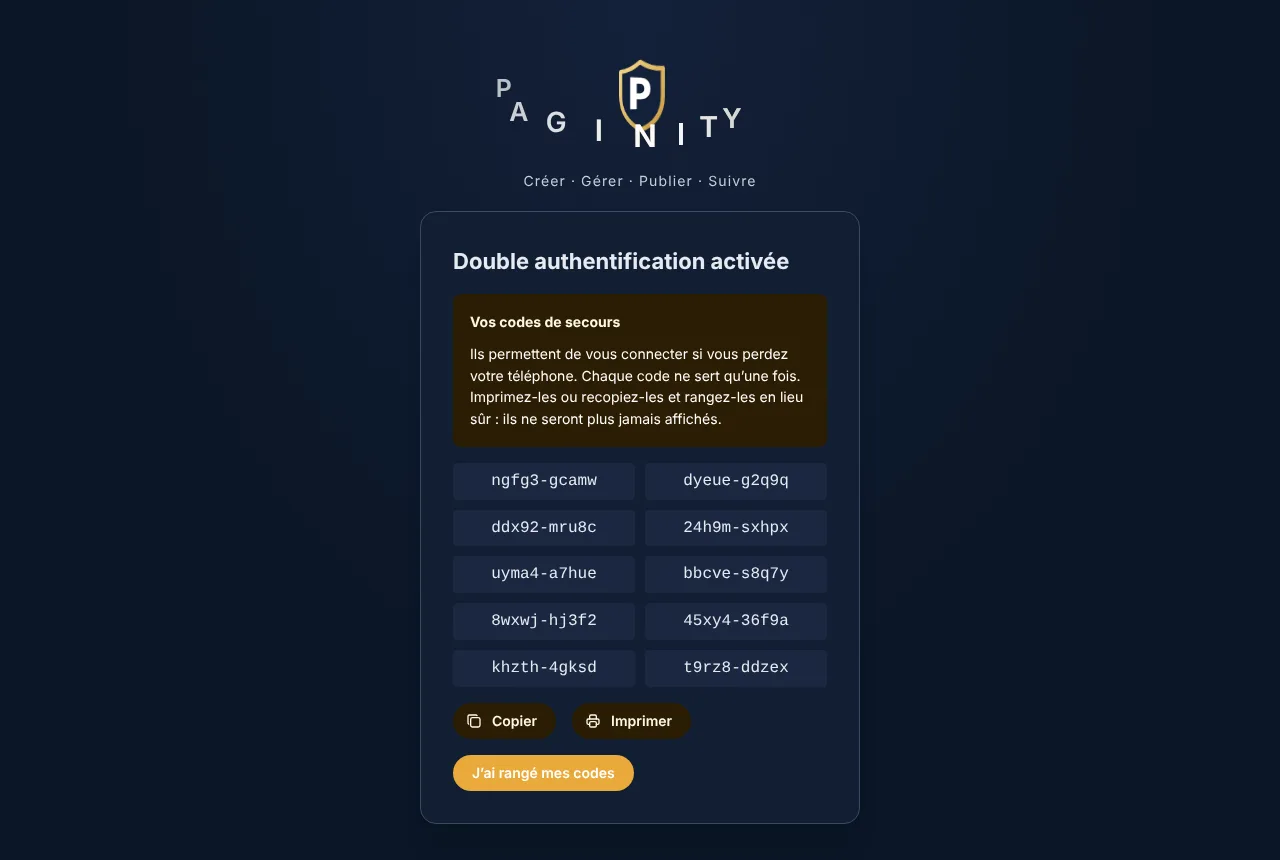 P
PAGINITY
Créer · Gérer · Publier · Suivre
Double authentification activée
Vos codes de secours
Ils permettent de vous connecter si vous perdez
votre téléphone. Chaque code ne sert qu’une fois.
Imprimez-les ou recopiez-les et rangez-les en lieu
sûr : ils ne seront plus jamais affichés.
ngfg3-gcamw dyeue-g2q9q
ddx92-mru8c 24h9m-sxhpx
uyma4-a7hue bbcve-s8q7y
8wxwj-hj3f2 45xy4-36f9a
khzth-4gksd t9rz8-ddzex
Copier Imprimer
J’ai rangé mes codes